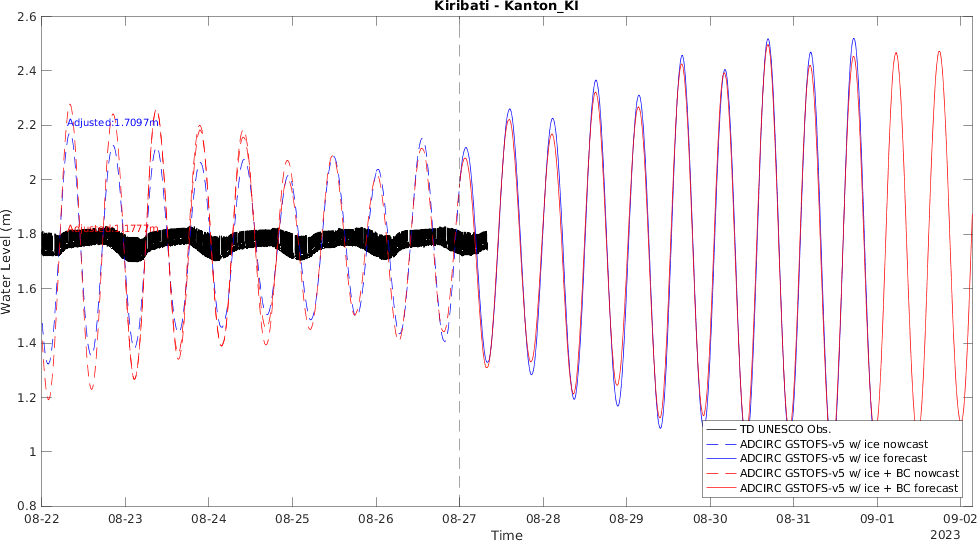 Kiribati - Kanton_KI
2.6
2.4
2.2
2
1.8
1.6
1.4
1.2
1
0.8
Water Level (m)
Adjusted:1.7097m
Adjusted:1.1777m
TD UNESCO Obs.
ADCIRC GSTOFS-v5 w/ ice nowcast
ADCIRC GSTOFS-v5 w/ ice forecast
ADCIRC GSTOFS-v5 w/ ice + BC nowcast
ADCIRC GSTOFS-v5 w/ ice + BC forecast
08-22 08-23 08-24 08-25 08-26 08-27 08-28 08-29 08-30 08-31 09-01 09-02
Time
2023